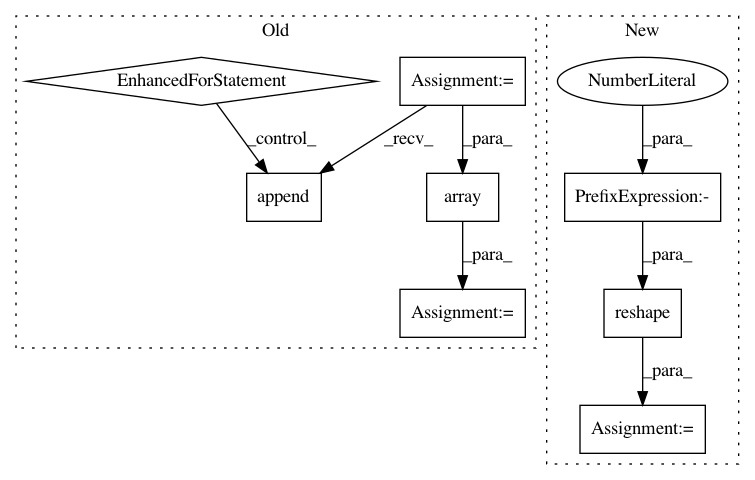 Old
New
EnhancedForStatement
Assignment:=
NumberLiteral
_control_
_recv_
_para_
_para_
append
array
PrefixExpression:-
_para_
_para_
Assignment:=
reshape
_para_
Assignment:=